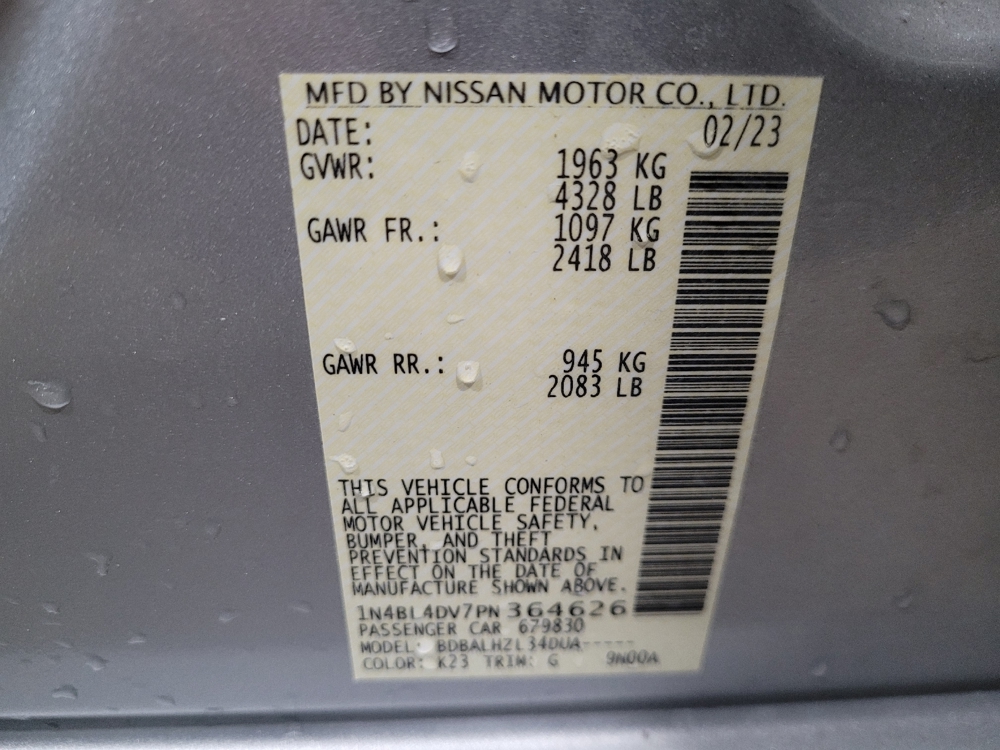 MFD BY NISSAN MOTOR CO., LTD.
DATE: 02/23
GVWR: 1963 KG
4328 LB
GAWR FR.: 1097 KG
2418 LB
GAWR RR.: 945 KG
2083 LB
THIS VEHICLE CONFORMS TO
ALL APPLICABLE FEDERAL
MOTOR VEHICLE SAFETY,
BUMPER, AND THEFT
PREVENTION STANDARDS IN
EFFECT ON THE DATE OF
MANUFACTURE SHOWN ABOVE.
1N4BL4DV7PN364626
PASSENGER CAR 679830
MODEL: BDBALHZL34DUA-----
COLOR: K23 TRIM: G 9N00A